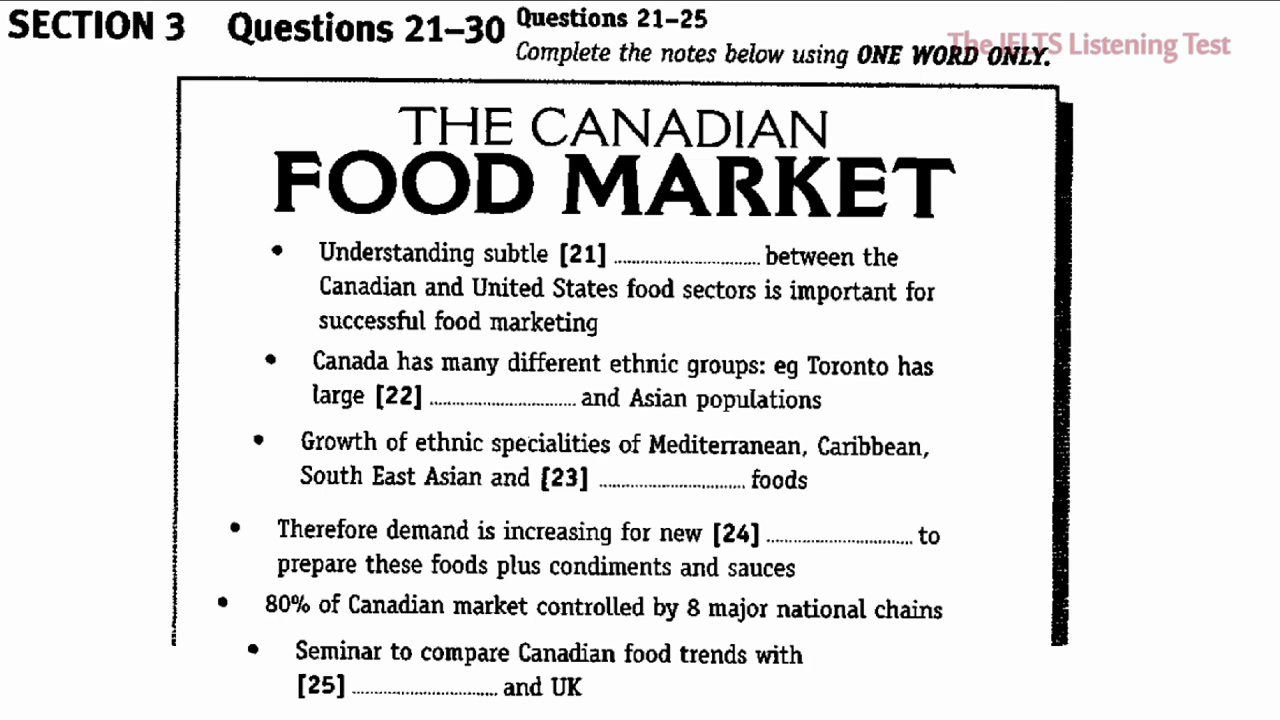 SECTION 3 Questions 21–30
Questions 21–25
Complete the notes below using ONE WORD ONLY.
The IELTS Listening Test
THE CANADIAN
FOOD MARKET
• Understanding subtle [21] .............................. between the
Canadian and United States food sectors is important for
successful food marketing
• Canada has many different ethnic groups: eg Toronto has
large [22] .............................. and Asian populations
• Growth of ethnic specialities of Mediterranean, Caribbean,
South East Asian and [23] .............................. foods
• Therefore demand is increasing for new [24] .............................. to
prepare these foods plus condiments and sauces
• 80% of Canadian market controlled by 8 major national chains
• Seminar to compare Canadian food trends with
[25] .............................. and UK